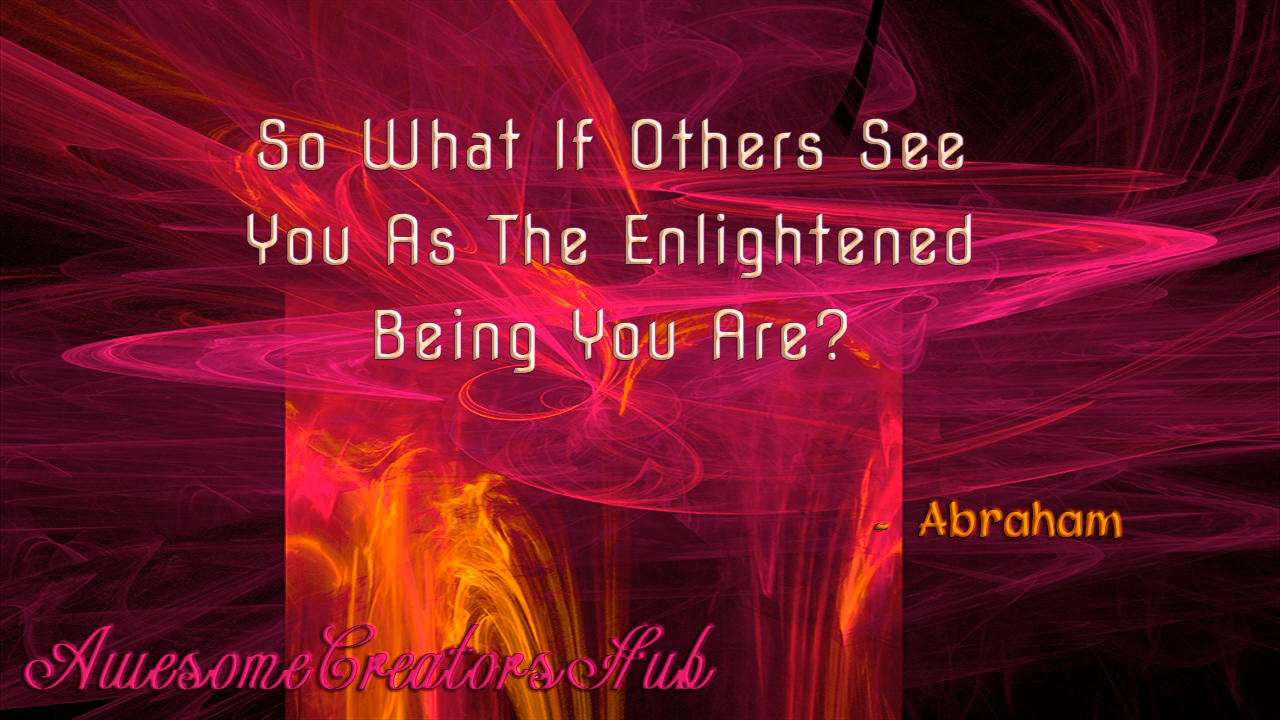 So What If Others See
You As The Enlightened
Being You Are?
- Abraham
AwesomeCreatorsHub